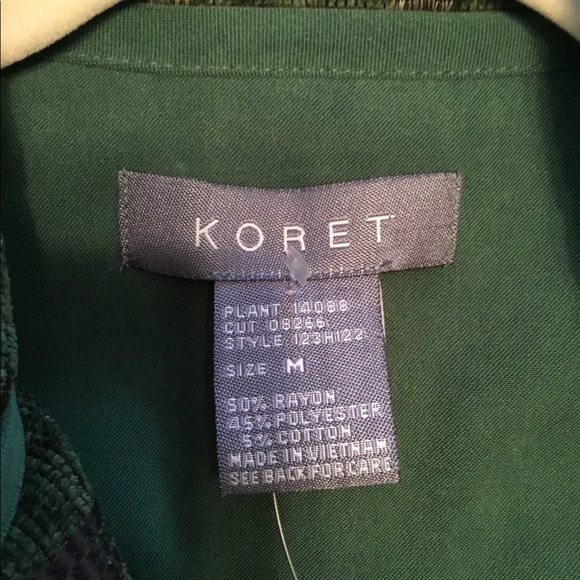 KORET
PLANT 14088
CUT 08266
STYLE 123H122
SIZE M
50% RAYON
45% POLYESTER
5% COTTON
MADE IN VIETNAM
SEE BACK FOR CARE